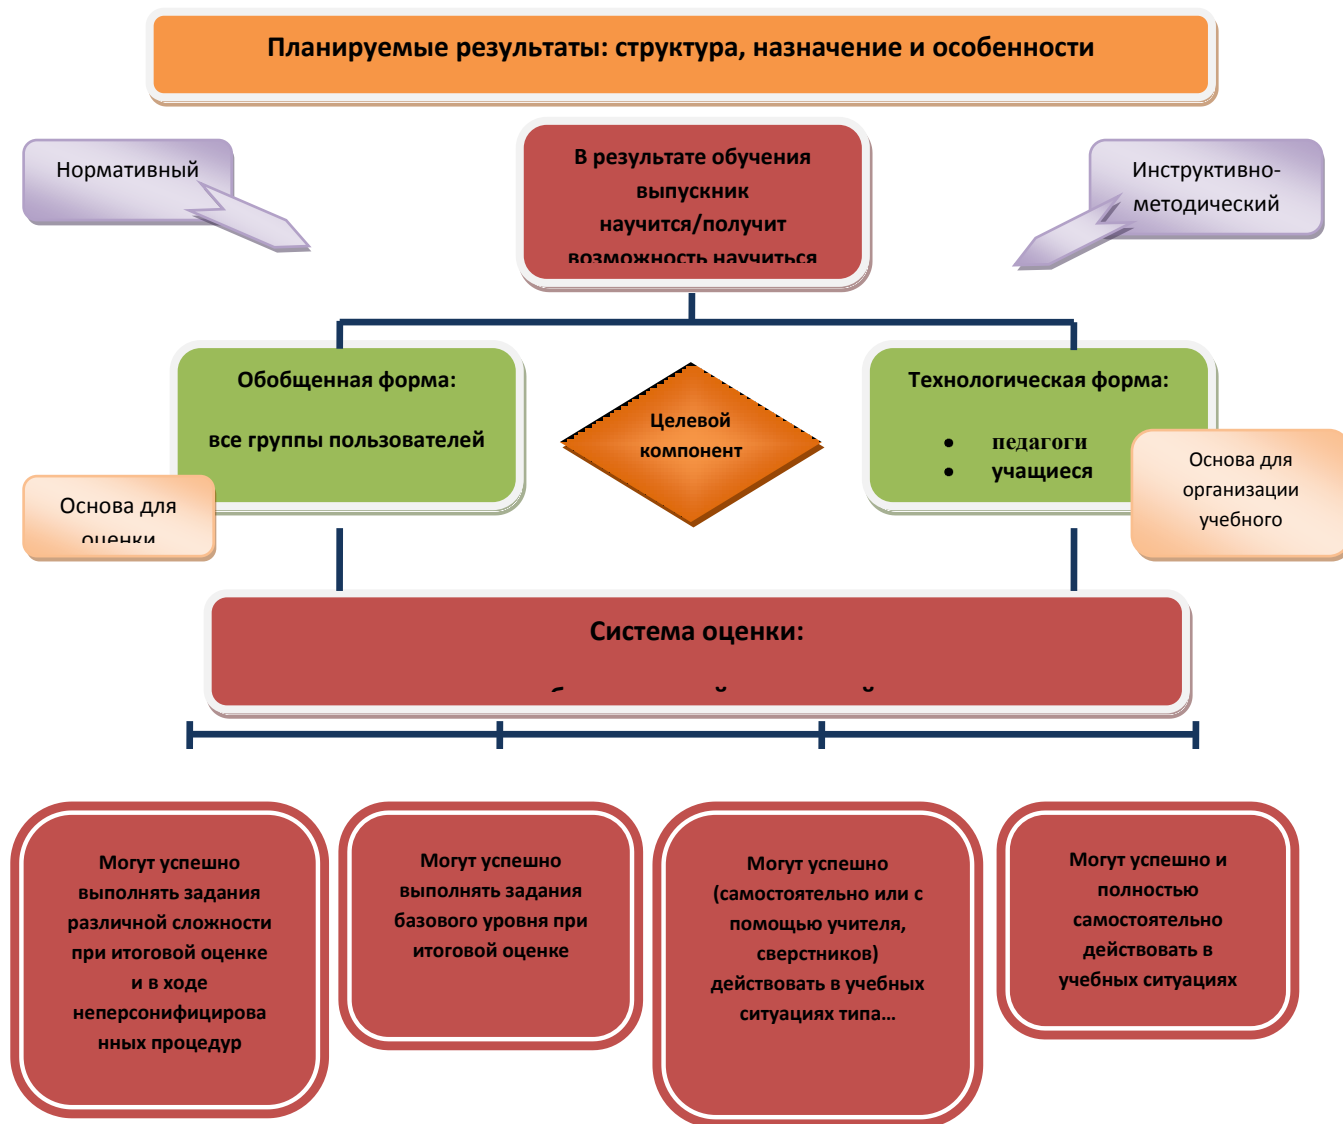 Планируемые результаты: структура, назначение и особенности
Нормативный
В результате обучения
выпускник
научится/получит
возможность научиться
Инструктивно-
методический
Обобщенная форма:
все группы пользователей
Целевой
компонент
Технологическая форма:
• педагоги
• учащиеся
Основа для
оценки
Основа для
организации
учебного
Система оценки:
Могут успешно
выполнять задания
различной сложности
при итоговой оценке
и в ходе
неперсонифицирова
нных процедур
Могут успешно
выполнять задания
базового уровня при
итоговой оценке
Могут успешно
(самостоятельно или с
помощью учителя,
сверстников)
действовать в учебных
ситуациях типа...
Могут успешно и
полностью
самостоятельно
действовать в
учебных ситуациях